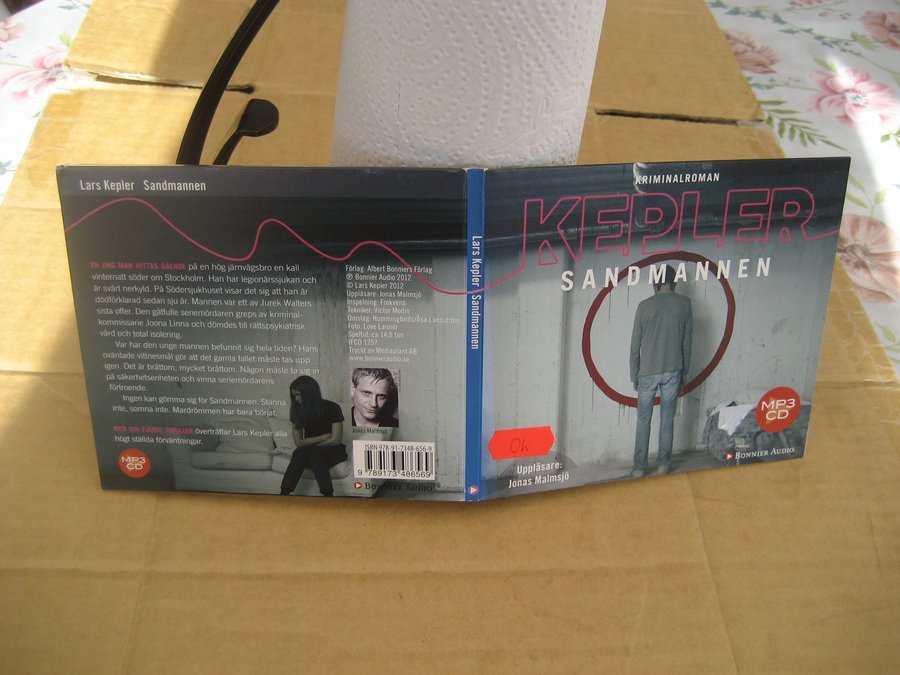 Lars Kepler Sandmannen
EN UNG MAN HITTAS GÅENDE på en hög järnvägsbro en kall
vinternatt söder om Stockholm. Han har legionärssjukan och
är svårt nerkyld. På Södersjukhuset visar det sig att han är
dödförklarad sedan sju år. Mannen var ett av Jurek Walters
sista offer. Den gåtfulle seriemördaren greps av kriminal-
kommissarie Joona Linna och dömdes till rättspsykiatrisk
vård och total isolering.
Var har den unge mannen befunnit sig hela tiden? Hans
oväntade vittnesmål gör att det gamla fallet måste tas upp
igen. Det är bråttom, mycket bråttom. Någon måste ta sig in
på säkerhetsenheten och vinna seriemördarens
förtroende.
Ingen kan gömma sig för Sandmannen. Stanna
inte, somna inte. Mardrömmen har bara börjat.
MED SIN FJÄRDE THRILLER överträffar Lars Kepler alla
högt ställda förväntningar.
MP3
CD
Förlag: Albert Bonniers Förlag
℗ Bonnier Audio 2012
© Lars Kepler 2012
Uppläsare: Jonas Malmsjö
Inspelning: Frekvens
Tekniker: Victor Modin
Omslag: Hummingbirds/Åsa Landström
Foto: Love Lannér
Speltid: ca 14,5 tim
IFCD 1257
Tryckt av Mediaplant AB
www.bonnieraudio.se
Jonas Malmsjö
ISBN 978-91-7348-656-9
9 789173 486569
BONNIER AUDIO
Lars Kepler Sandmannen
KRIMINALROMAN
KEPLER
SANDMANNEN
MP3
CD
Uppläsare:
Jonas Malmsjö
BONNIER AUDIO